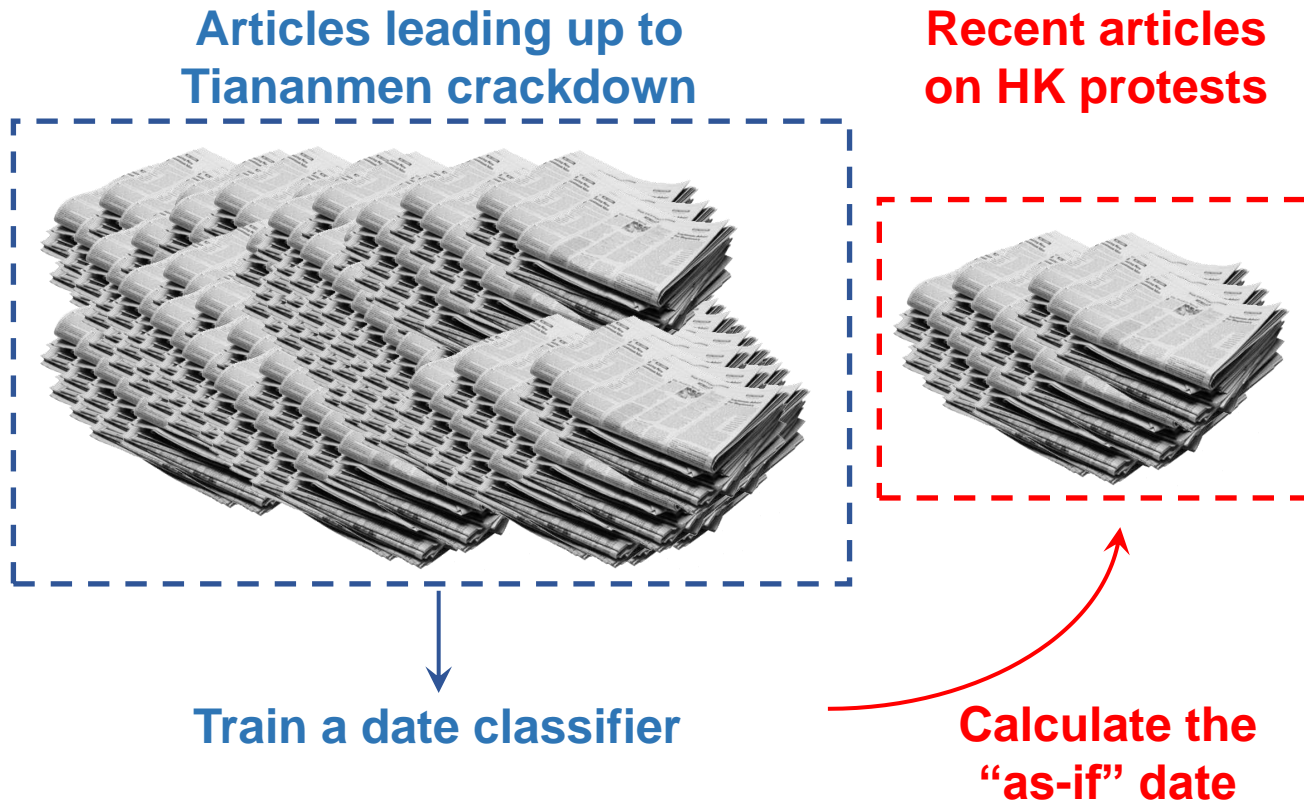 Articles leading up to
Tiananmen crackdown
Recent articles
on HK protests
Train a date classifier
Calculate the
“as-if” date